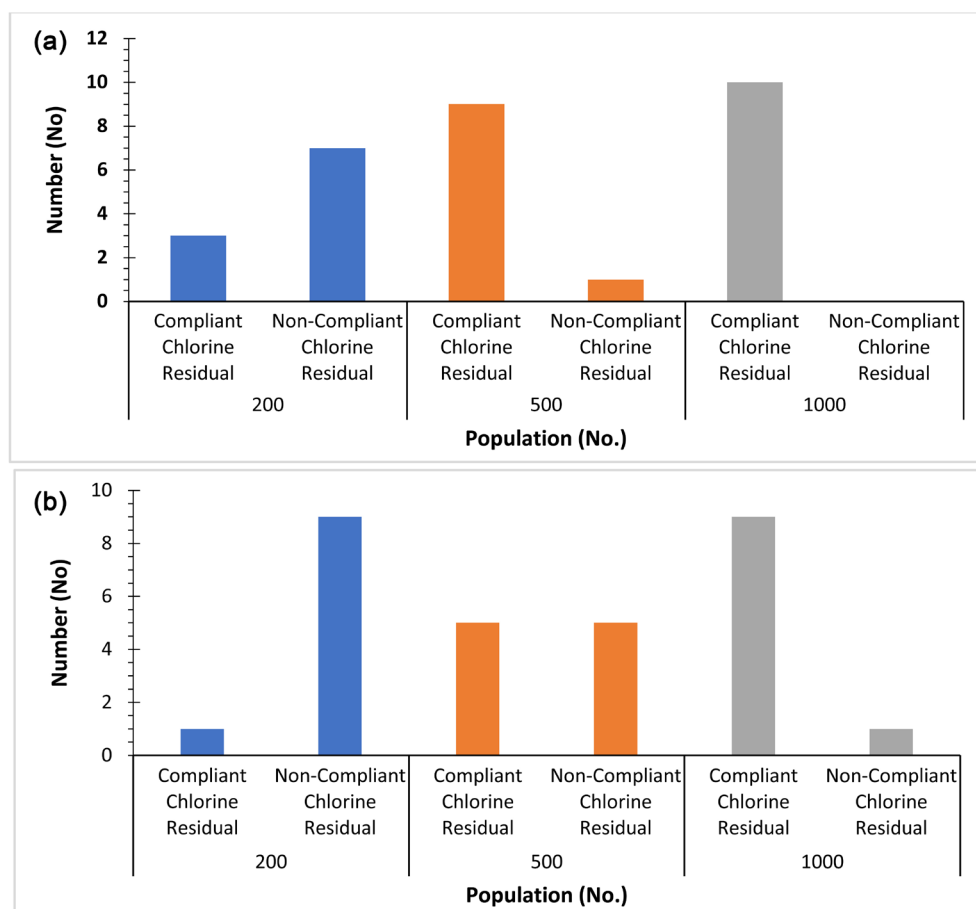 (a)
12
10
8
6
4
2
0
Number (No)
Compliant Chlorine Residual
Non-Compliant Chlorine Residual
Compliant Chlorine Residual
Non-Compliant Chlorine Residual
Compliant Chlorine Residual
Non-Compliant Chlorine Residual
200
500
1000
Population (No.)
(b)
10
8
6
4
2
0
Number (No)
Compliant Chlorine Residual
Non-Compliant Chlorine Residual
Compliant Chlorine Residual
Non-Compliant Chlorine Residual
Compliant Chlorine Residual
Non-Compliant Chlorine Residual
200
500
1000
Population (No.)